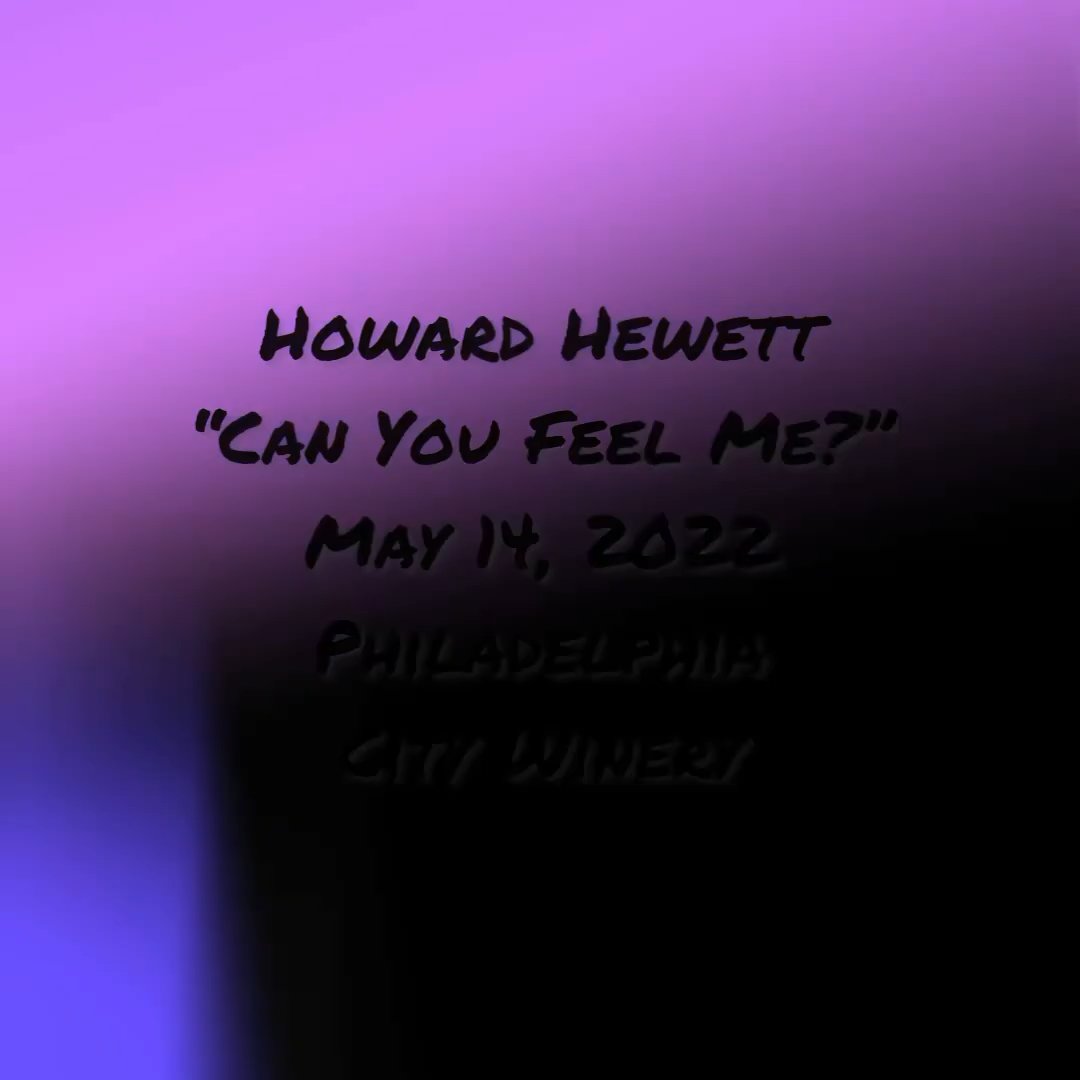 Howard Hewett
“Can You Feel Me?”
May 14, 2022
Philadelphia
City Winery